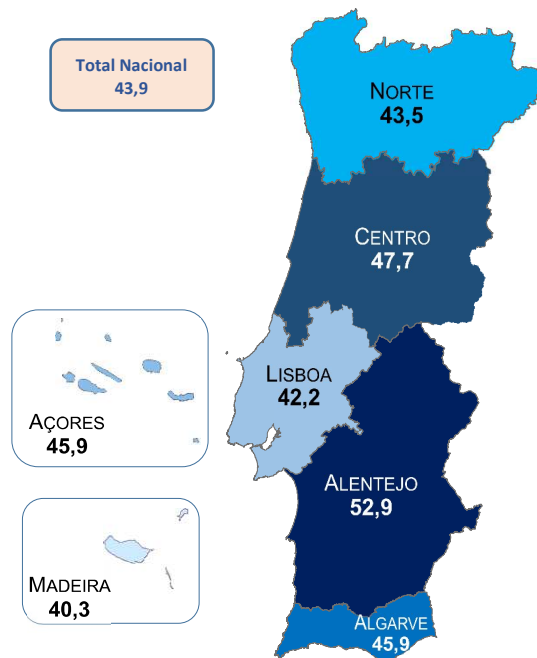 Total Nacional
43,9
NORTE
43,5
CENTRO
47,7
LISBOA
42,2
AÇORES
45,9
ALENTEJO
52,9
MADEIRA
40,3
ALGARVE
45,9